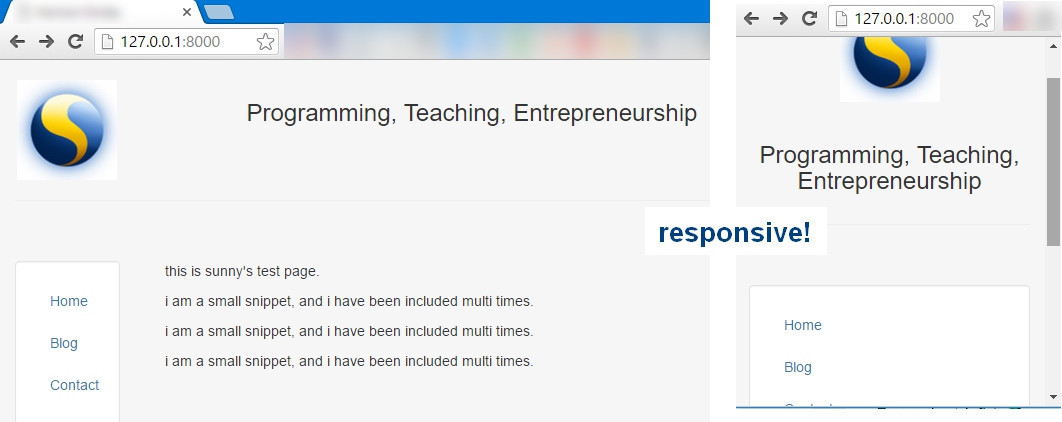 127.0.0.1:8000
Programming, Teaching, Entrepreneurship
this is sunny's test page.
i am a small snippet, and i have been included multi times.
i am a small snippet, and i have been included multi times.
i am a small snippet, and i have been included multi times.
Home
Blog
Contact
responsive!
127.0.0.1:8000
Programming, Teaching,
Entrepreneurship
Home
Blog